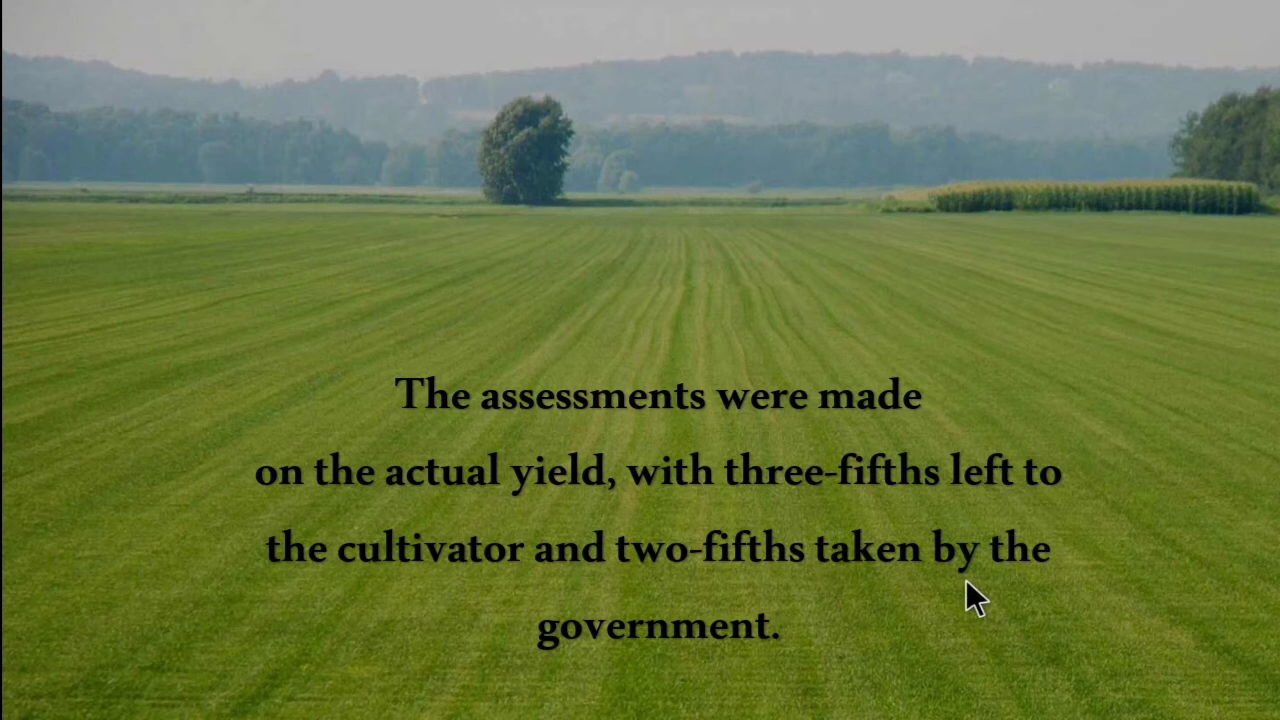 The assessments were made
on the actual yield, with three-fifths left to
the cultivator and two-fifths taken by the
government.